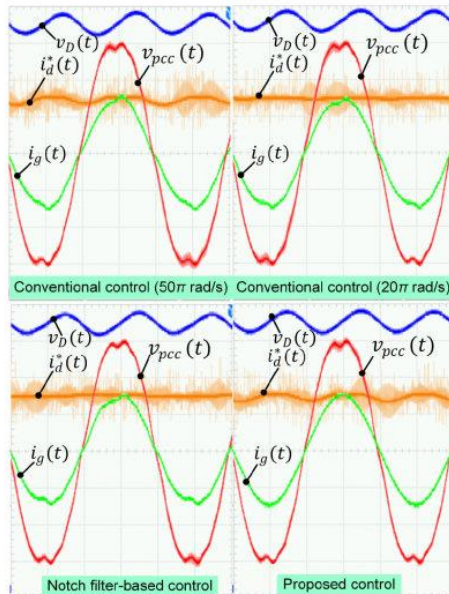 v_D(t)
v_pcc
i_d^*(t)
(t)
i_g(t)
Conventional control (50π rad/s)
v_D(t)
v_pcc
i_d^*(t)
(t)
i_g(t)
Conventional control (20π rad/s)
v_D(t)
i_d^*(t)
v_pcc(t)
i_g(t)
Notch filter-based control
v_D(t)
i_d^*(t)
v_pcc(t)
i_g(t)
Proposed control